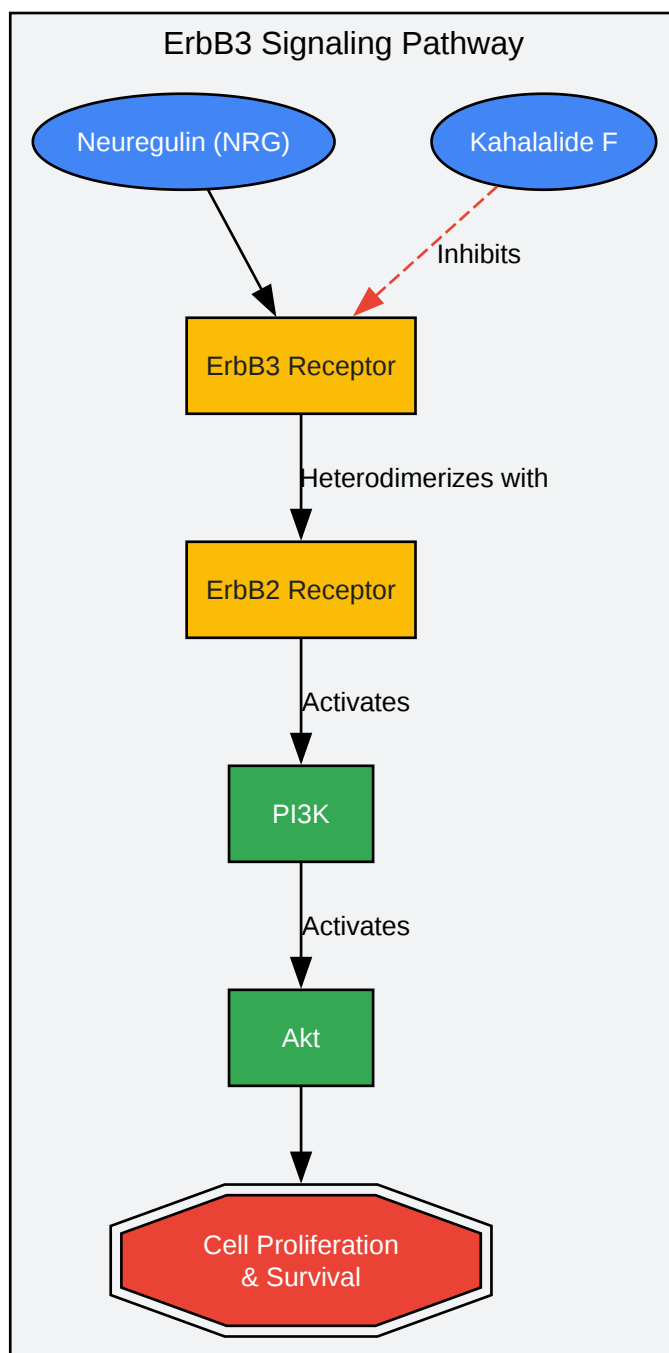 ErbB3 Signaling Pathway
Neuregulin (NRG)
Kahalalide F
Inhibits
ErbB3 Receptor
Heterodimerizes with
ErbB2 Receptor
Activates
PI3K
Activates
Akt
Cell Proliferation
& Survival